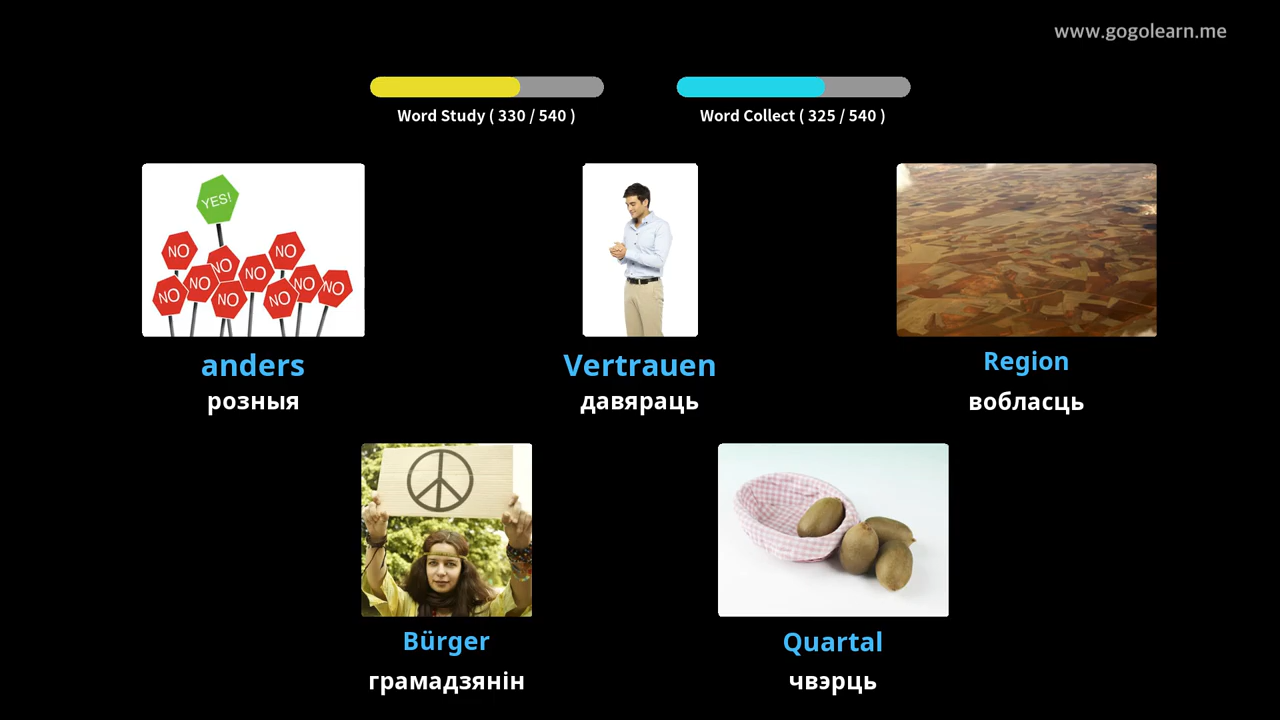 www.gogolearn.me
Word Study ( 330 / 540 )
Word Collect ( 325 / 540 )
YES!
NO
NO
NO
NO
NO
NO
NO
NO
NO
NO
anders
розныя
Vertrauen
давяраць
Region
вобласць
Bürger
грамадзянін
Quartal
чвэрць